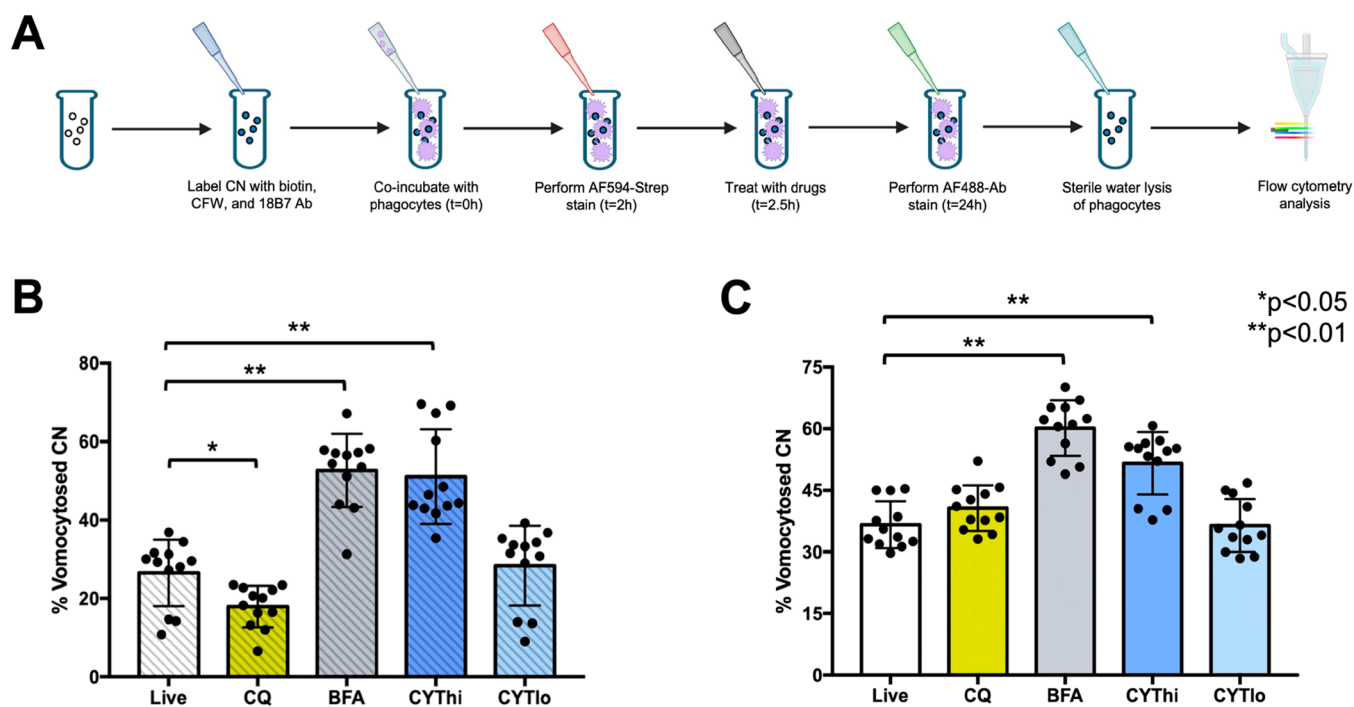 A
Label CN with biotin,
CFW, and 18B7 Ab
Co-incubate with
phagocytes (t=0h)
Perform AF594-Strep
stain (t=2h)
Treat with drugs
(t=2.5h)
Perform AF488-Ab
stain (t=24h)
Sterile water lysis
of phagocytes
Flow cytometry
analysis
B
**
**
*
80
60
40
20
0
% Vomocytosed CN
Live CQ BFA CYThi CYTlo
C
*p<0.05
**p<0.01
**
**
75
60
45
30
15
0
% Vomocytosed CN
Live CQ BFA CYThi CYTlo